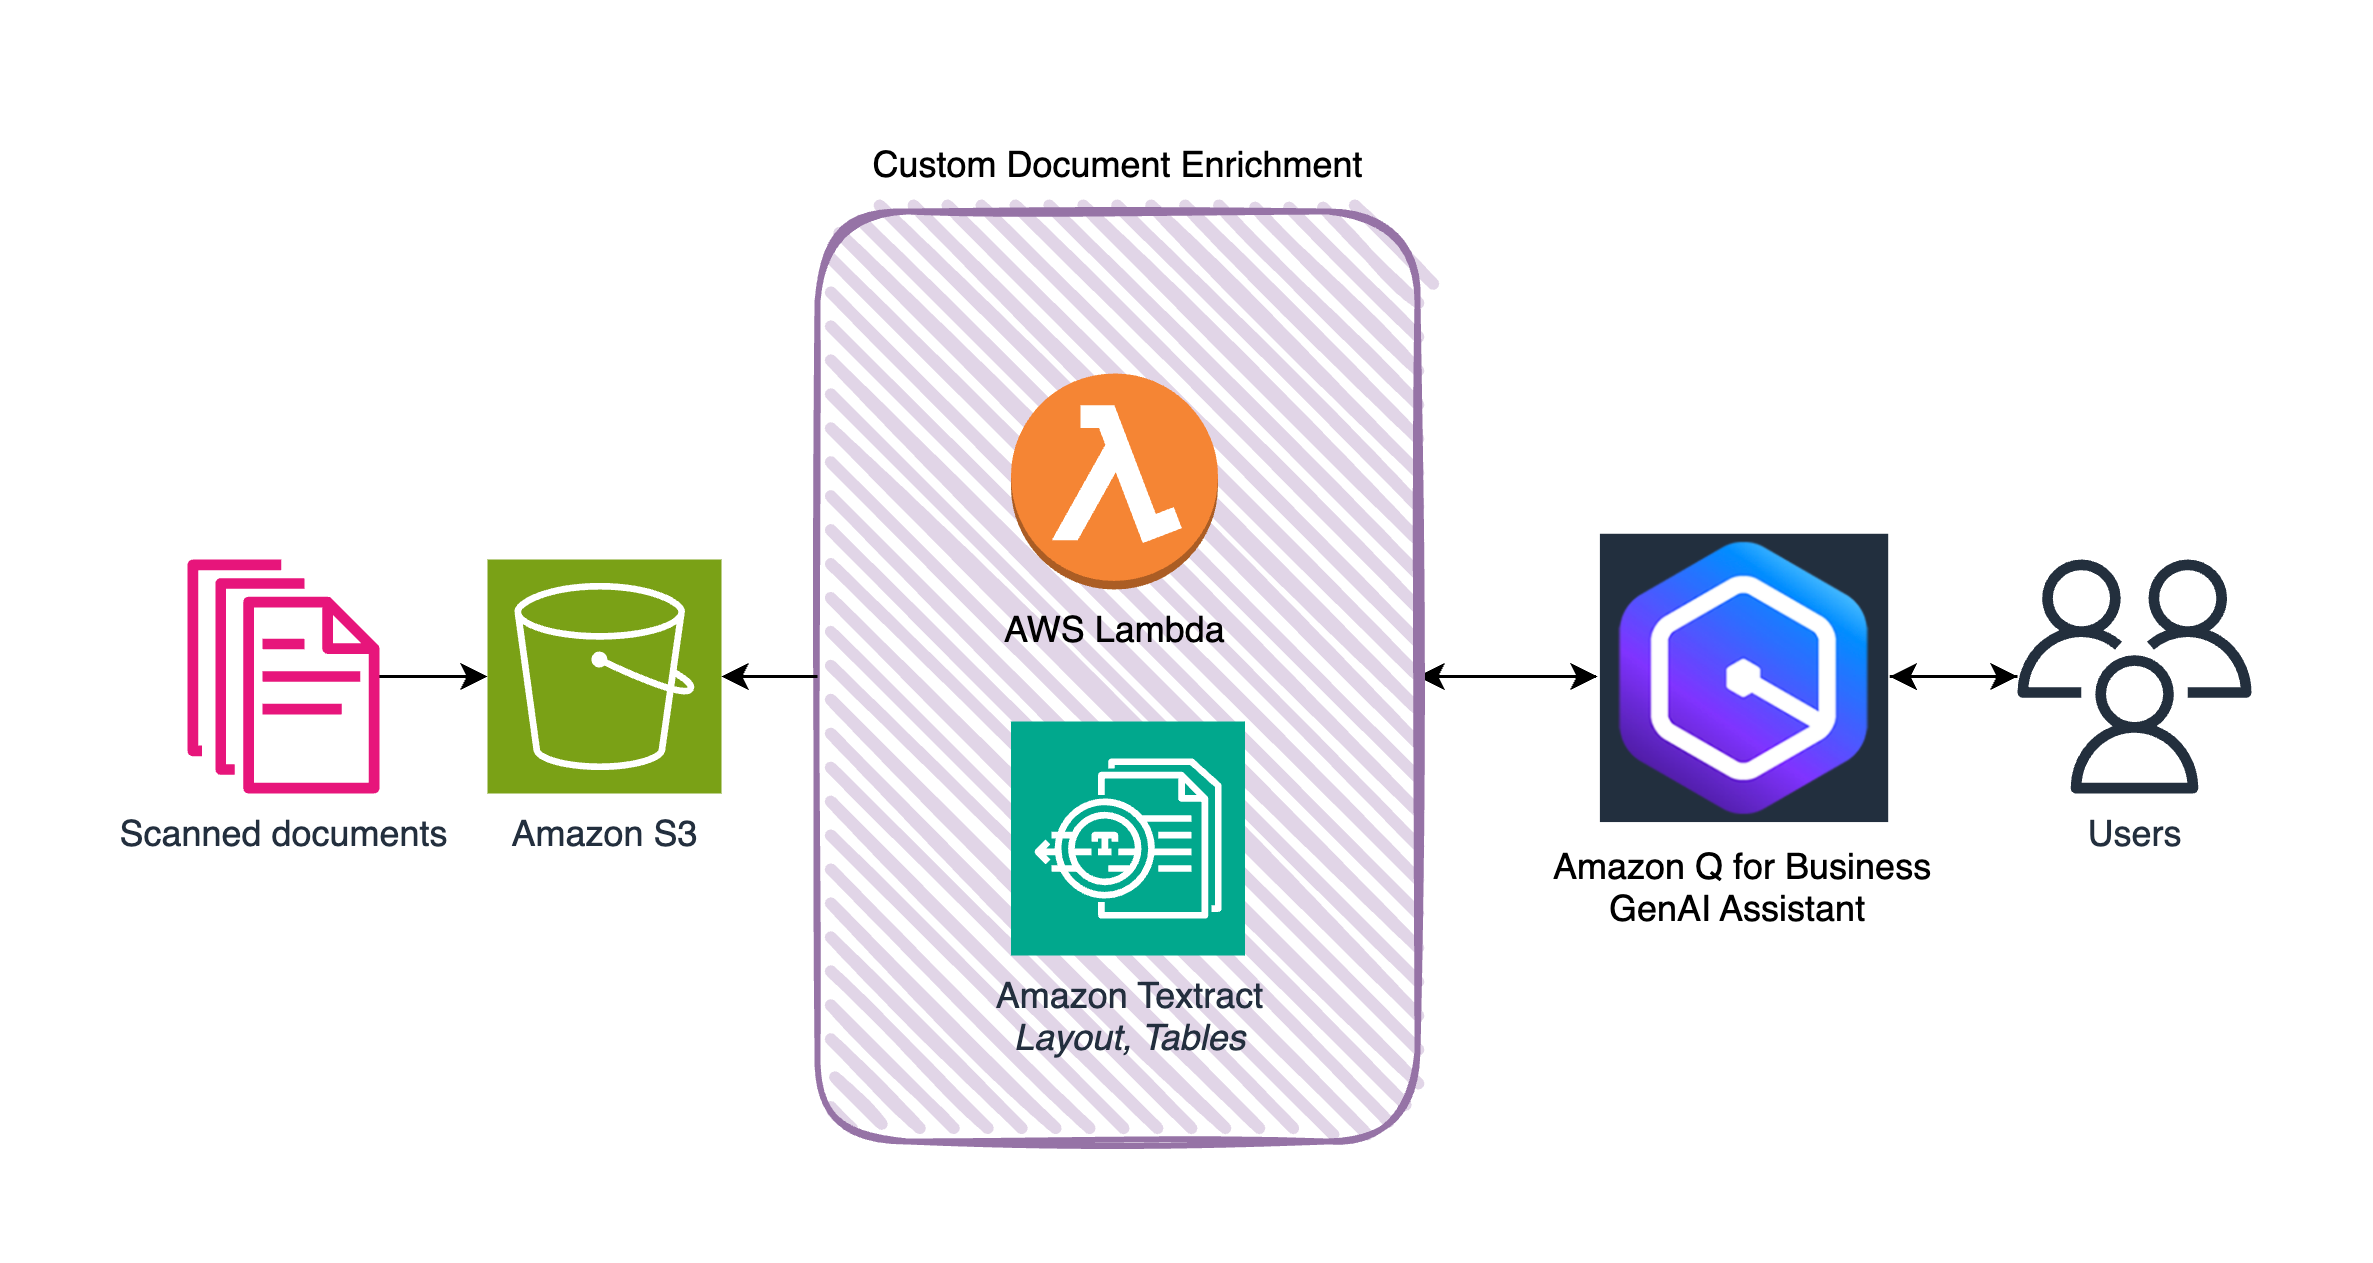 Custom Document Enrichment
AWS Lambda
Scanned documents
Amazon S3
Amazon Textract
Layout, Tables
Amazon Q for Business
GenAI Assistant
Users